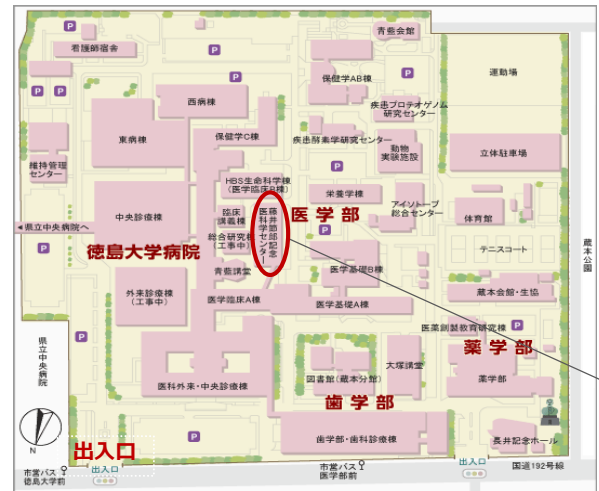 青藍会館
P
P
看護師宿舎
P
P
運動場
保健学AB棟
P
P
P
西病棟
疾患プロテオゲノム
研究センター
東病棟
保健学C棟
疾患酵素学研究センター
動物
実験施設
立体駐車場
維持管理
センター
P
HBS生命科学棟
(医学臨床B棟)
栄養学棟
中央診療棟
臨床
講義棟
藤井節郎記念
医科学センター
医学部
アイソトープ
総合センター
体育館
◄県立中央病院へ
P
総合研究棟
(工事中)
P
徳島大学病院
テニスコート
蔵本公園
青藍講堂
医学基礎B棟
外来診療棟
(工事中)
医学臨床A棟
医学基礎A棟
蔵本会館・生協
P
医薬創製教育研究棟
県立中央病院
薬学部
大塚講堂
図書館(蔵本分館)
薬学部
医科外来・中央診療棟
歯学部
N
P
歯学部・歯科診療棟
長井記念ホール
出入口
市営バス
徳島大学前
出入口
市営バス
医学部前
出入口
国道192号線